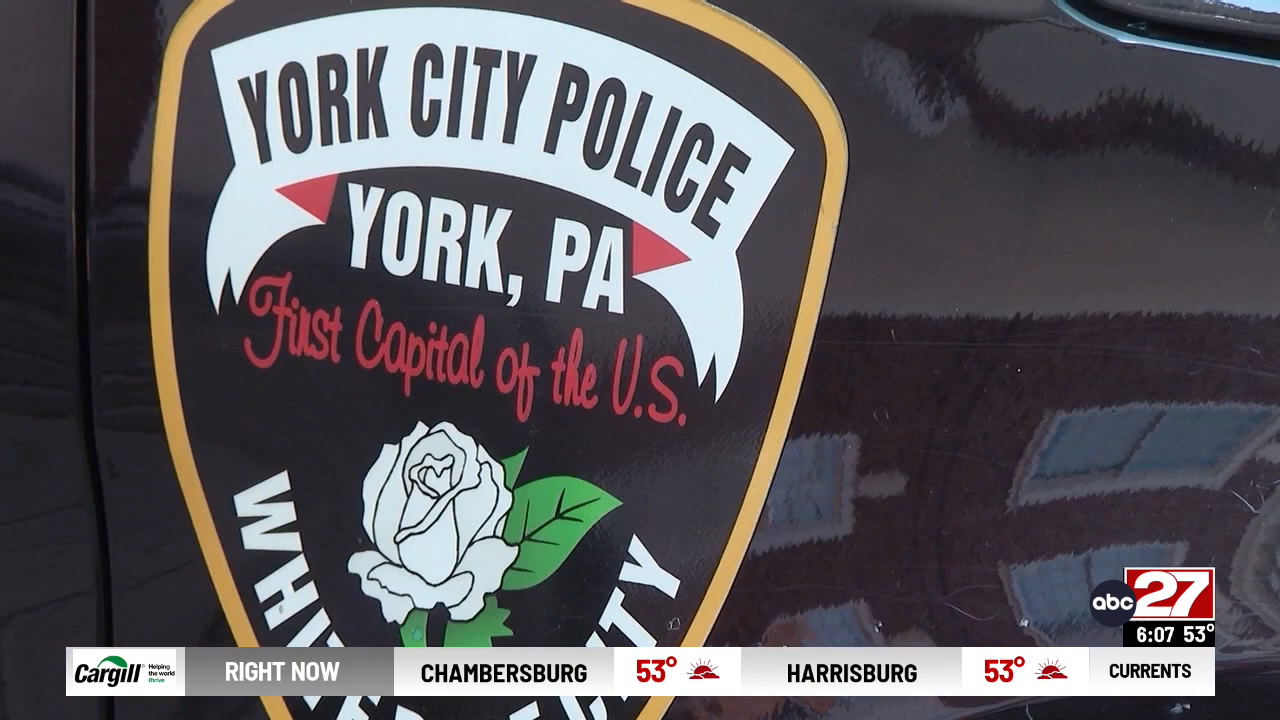 YORK CITY POLICE
YORK, PA
First Capital of the U.S.
abc 27
6:07 53°
Cargill® Helping the world thrive
RIGHT NOW
CHAMBERSBURG 53°
HARRISBURG 53°
CURRENTS